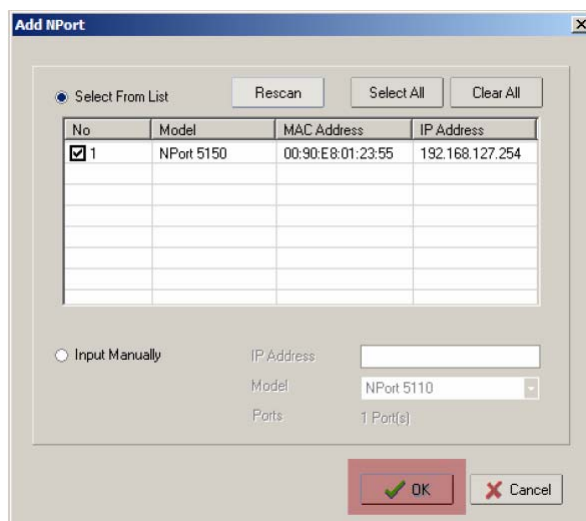 Add NPort
Select From List Rescan Select All Clear All
No Model MAC Address IP Address
1 NPort 5150 00:90:E8:01:23:55 192.168.127.254
Input Manually IP Address
Model NPort 5110
Ports 1 Port(s)
OK Cancel